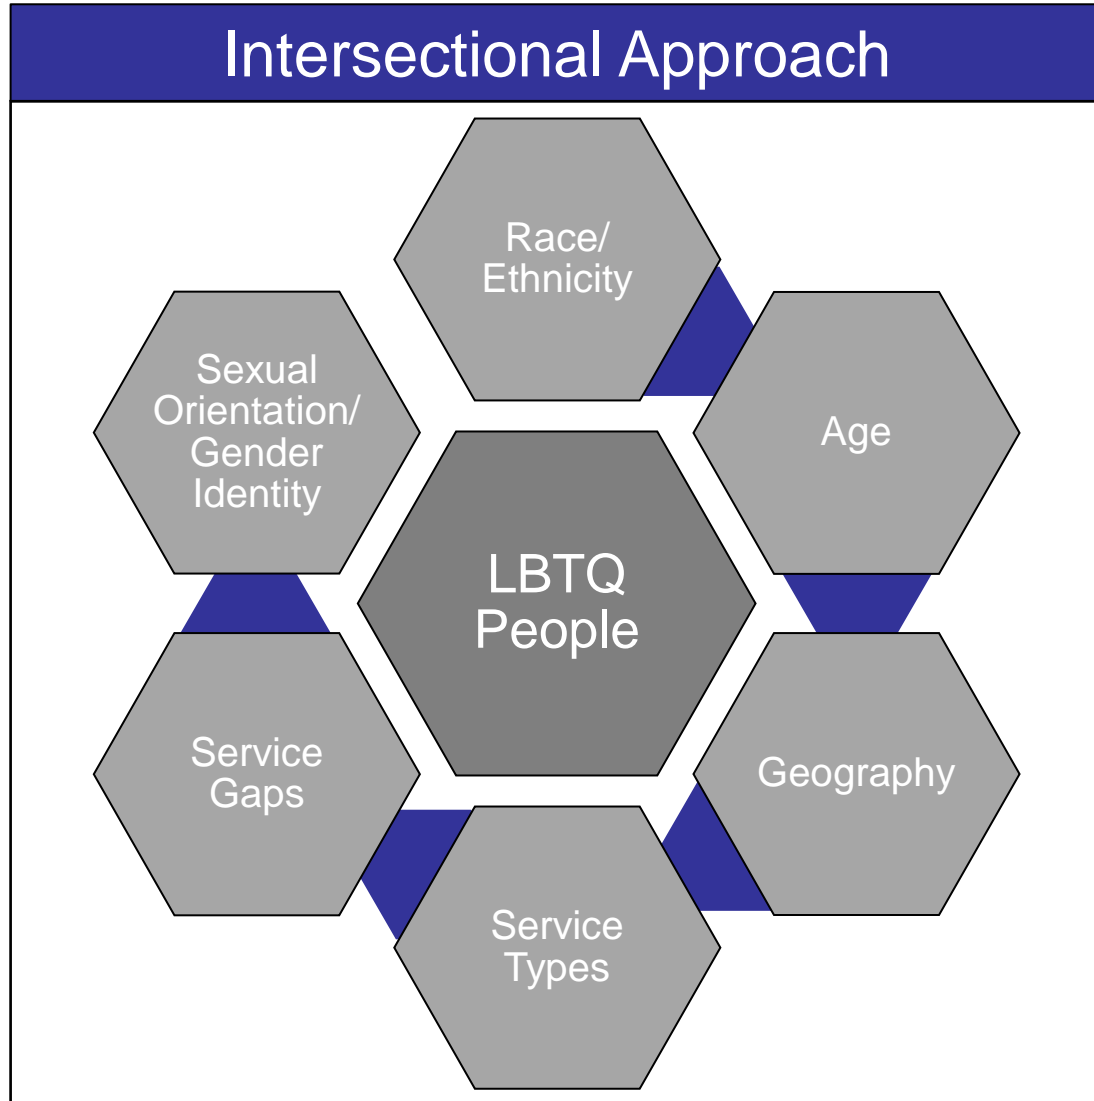 Intersectional Approach
Race/
Ethnicity
Age
Geography
Service
Types
Service
Gaps
Sexual
Orientation/
Gender
Identity
LBTQ
People